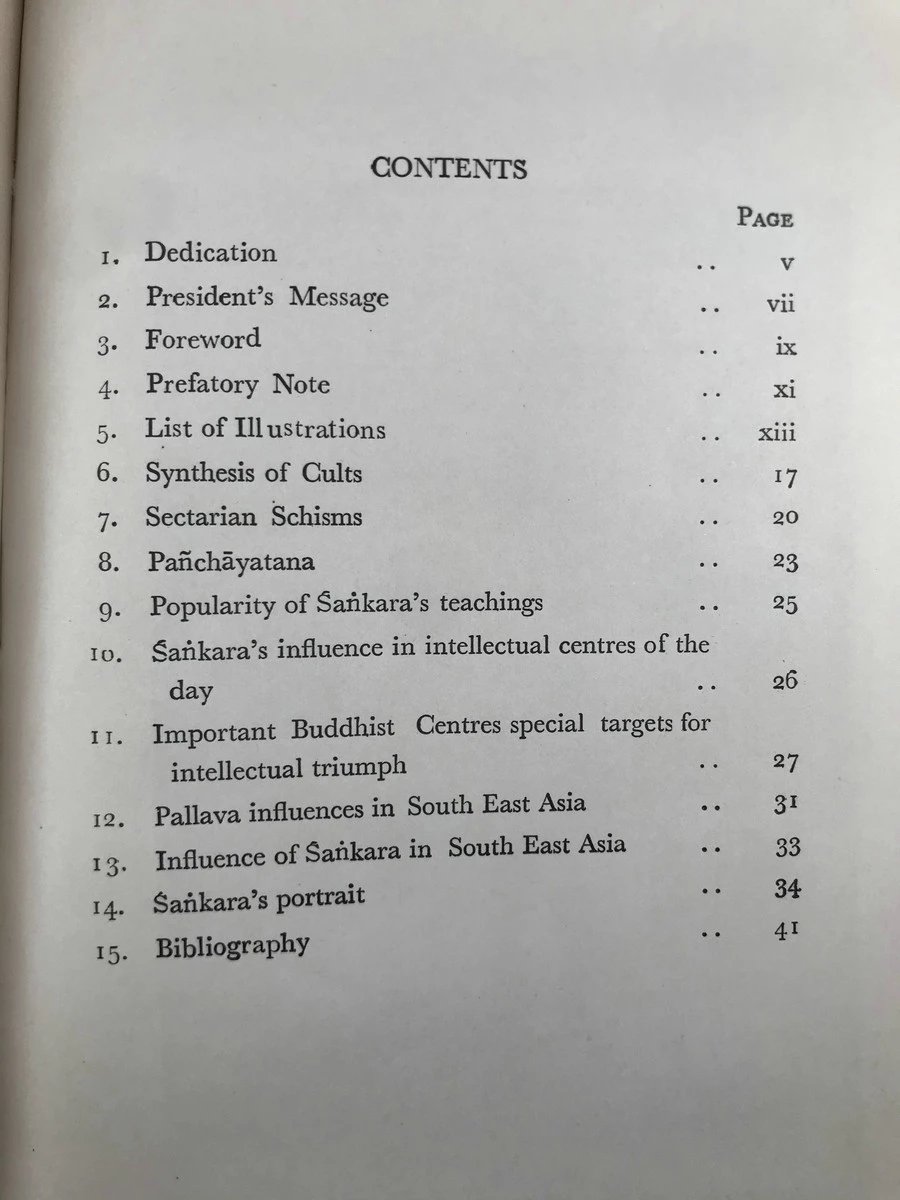 CONTENTS
PAGE
1. Dedication .. v
2. President's Message .. vii
3. Foreword .. ix
4. Prefatory Note .. xi
5. List of Illustrations .. xiii
6. Synthesis of Cults .. 17
7. Sectarian Schisms .. 20
8. Pañchāyatana .. 23
9. Popularity of Śaṅkara's teachings .. 25
10. Śaṅkara's influence in intellectual centres of the
day .. 26
11. Important Buddhist Centres special targets for
intellectual triumph .. 27
12. Pallava influences in South East Asia .. 31
13. Influence of Śaṅkara in South East Asia .. 33
14. Śaṅkara's portrait .. 34
15. Bibliography .. 41